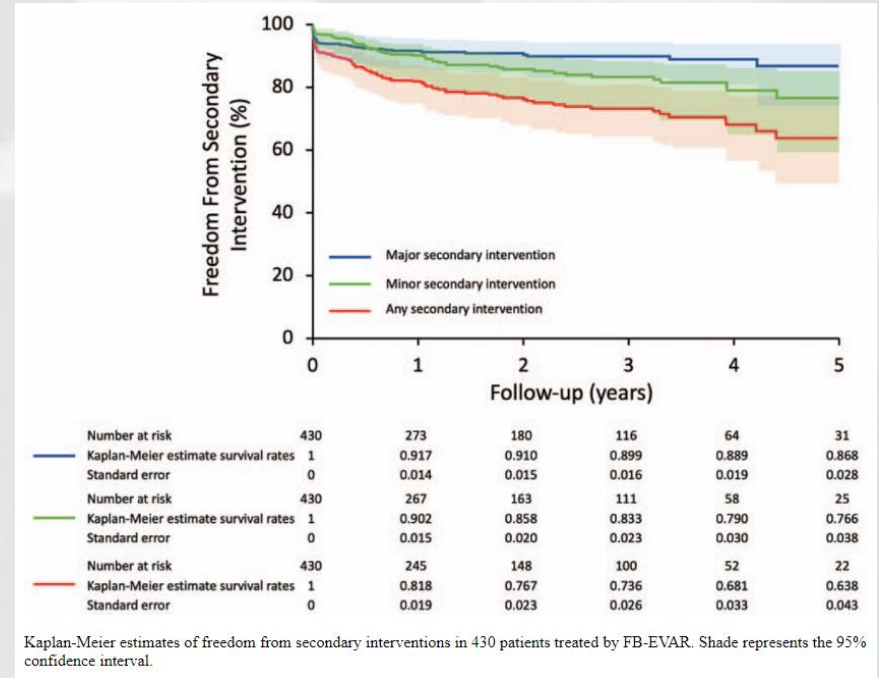 100
80
60
40
20
0
Freedom From Secondary
Intervention (%)
Major secondary intervention
Minor secondary intervention
Any secondary intervention
0 1 2 3 4 5
Follow-up (years)
Number at risk 430 273 180 116 64 31
Kaplan-Meier estimate survival rates 1 0.917 0.910 0.899 0.889 0.868
Standard error 0 0.014 0.015 0.016 0.019 0.028
Number at risk 430 267 163 111 58 25
Kaplan-Meier estimate survival rates 1 0.902 0.858 0.833 0.790 0.766
Standard error 0 0.015 0.020 0.023 0.030 0.038
Number at risk 430 245 148 100 52 22
Kaplan-Meier estimate survival rates 1 0.818 0.767 0.736 0.681 0.638
Standard error 0 0.019 0.023 0.026 0.033 0.043
Kaplan-Meier estimates of freedom from secondary interventions in 430 patients treated by FB-EVAR. Shade represents the 95%
confidence interval.